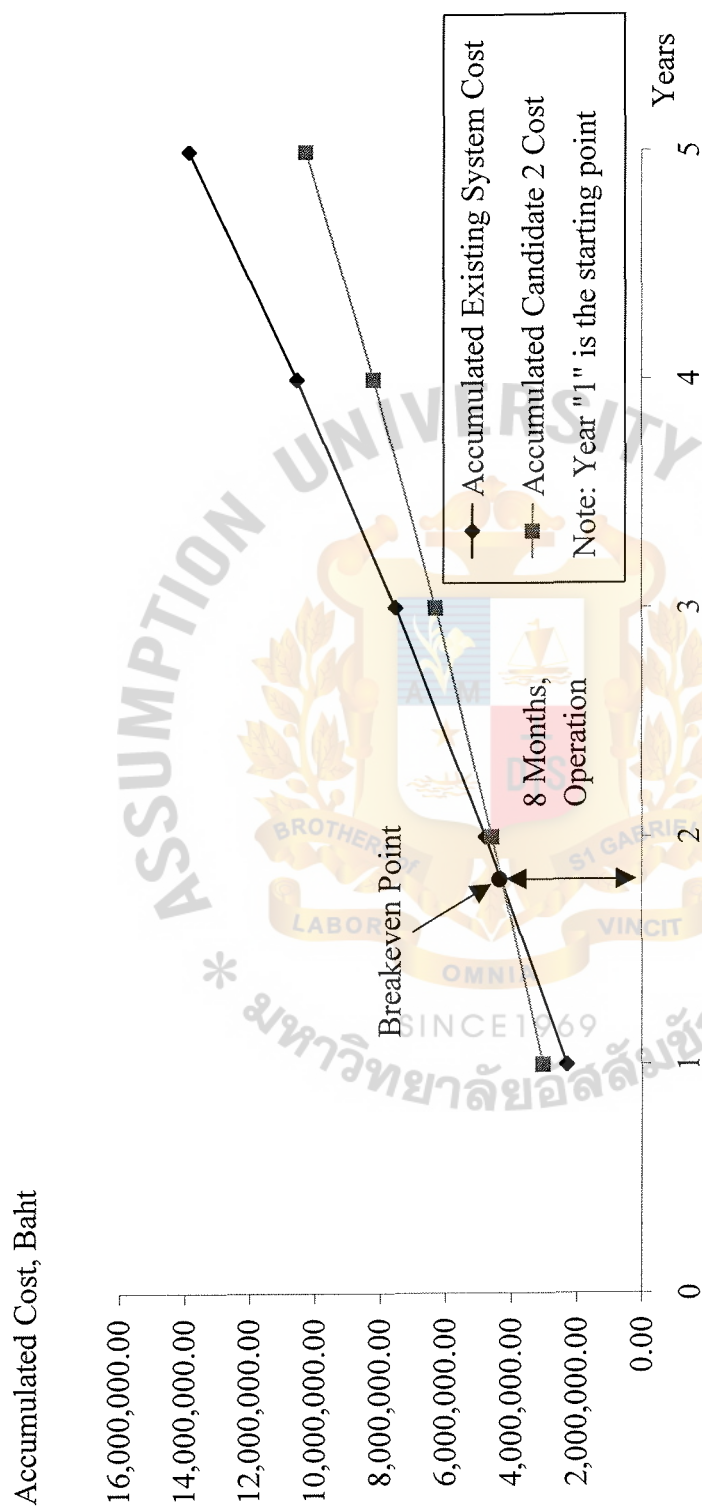 Accumulated Cost, Baht
16,000,000.00
14,000,000.00
12,000,000.00
10,000,000.00
8,000,000.00
6,000,000.00
4,000,000.00
2,000,000.00
0.00
0
1
2
3
4
5
Years
Breakeven Point
8 Months,
Operation
Accumulated Existing System Cost
Accumulated Candidate 2 Cost
Note: Year "1" is the starting point
ASSUMPTION UNIVERSITY
BROTHERS of
ST GABRIEL
LABOR
OMNIA
VINCIT
SINCE 1969
A M
D S